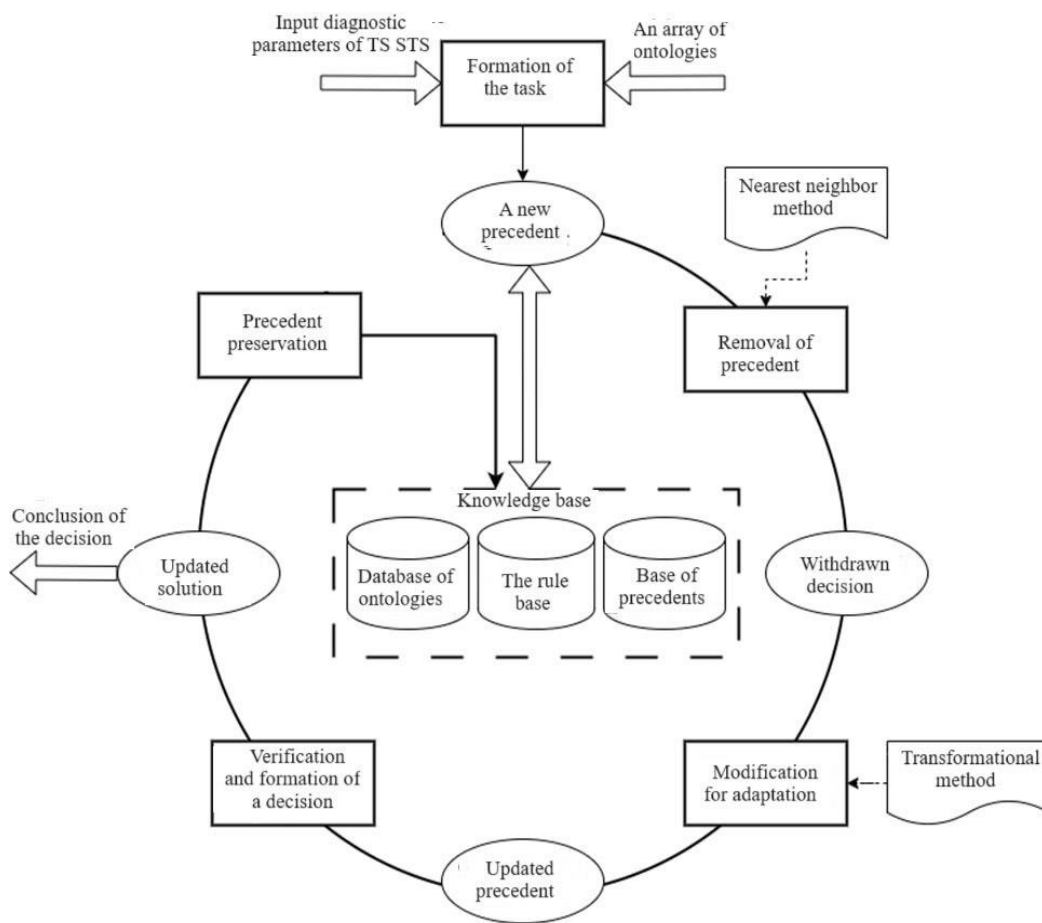 Input diagnostic
parameters of TS STS
An array of
ontologies
Formation of
the task
A new
precedent
Nearest neighbor
method
Precedent
preservation
Removal of
precedent
Knowledge base
Database of
ontologies
The rule
base
Base of
precedents
Conclusion of
the decision
Updated
solution
Withdrawn
decision
Verification
and formation of
a decision
Modification
for adaptation
Transformational
method
Updated
precedent